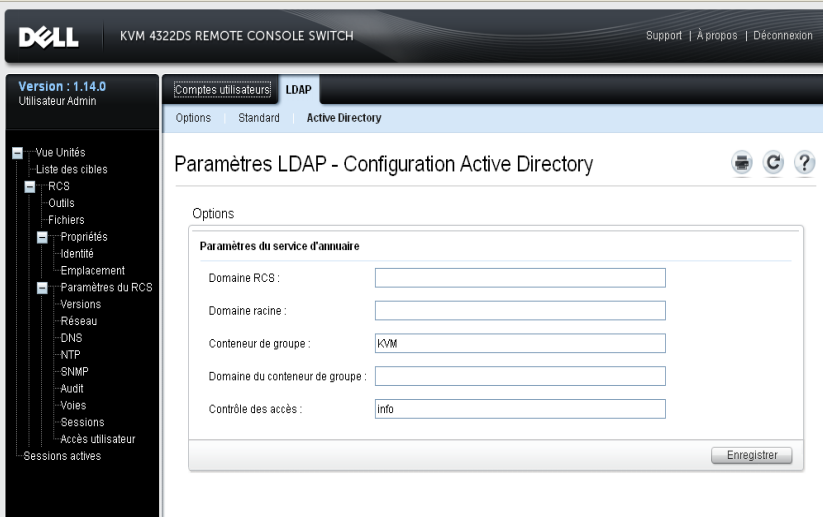 DELL
KVM 4322DS REMOTE CONSOLE SWITCH
Support | À propos | Déconnexion
Version : 1.14.0
Utilisateur Admin
Comptes utilisateurs
LDAP
Options
Standard
Active Directory
Vue Unités
Liste des cibles
RCS
Outils
Fichiers
Propriétés
Identité
Emplacement
Paramètres du RCS
Versions
Réseau
DNS
NTP
SNMP
Audit
Voies
Sessions
Accès utilisateur
Sessions actives
Paramètres LDAP - Configuration Active Directory
Options
Paramètres du service d'annuaire
Domaine RCS :
Domaine racine :
Conteneur de groupe : KVM
Domaine du conteneur de groupe :
Contrôle des accès : info
Enregistrer